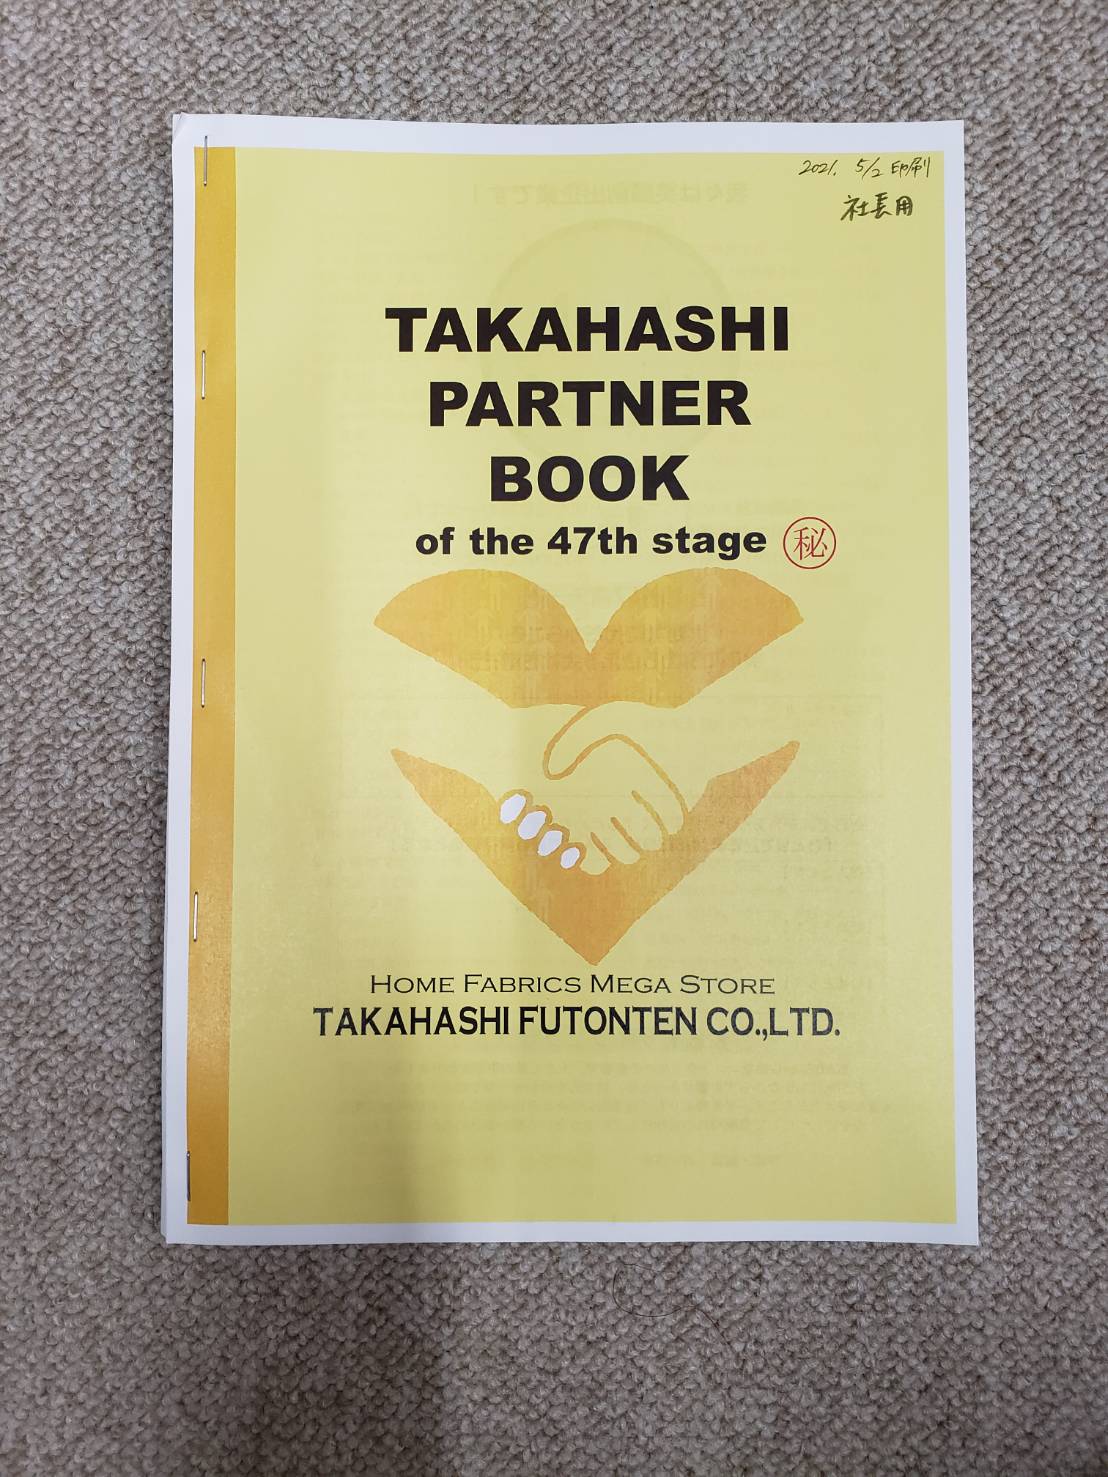 2021. 5/2 印刷
社長用
TAKAHASHI
PARTNER
BOOK
of the 47th stage ㊙
HOME FABRICS MEGA STORE
TAKAHASHI FUTONTEN CO.,LTD.